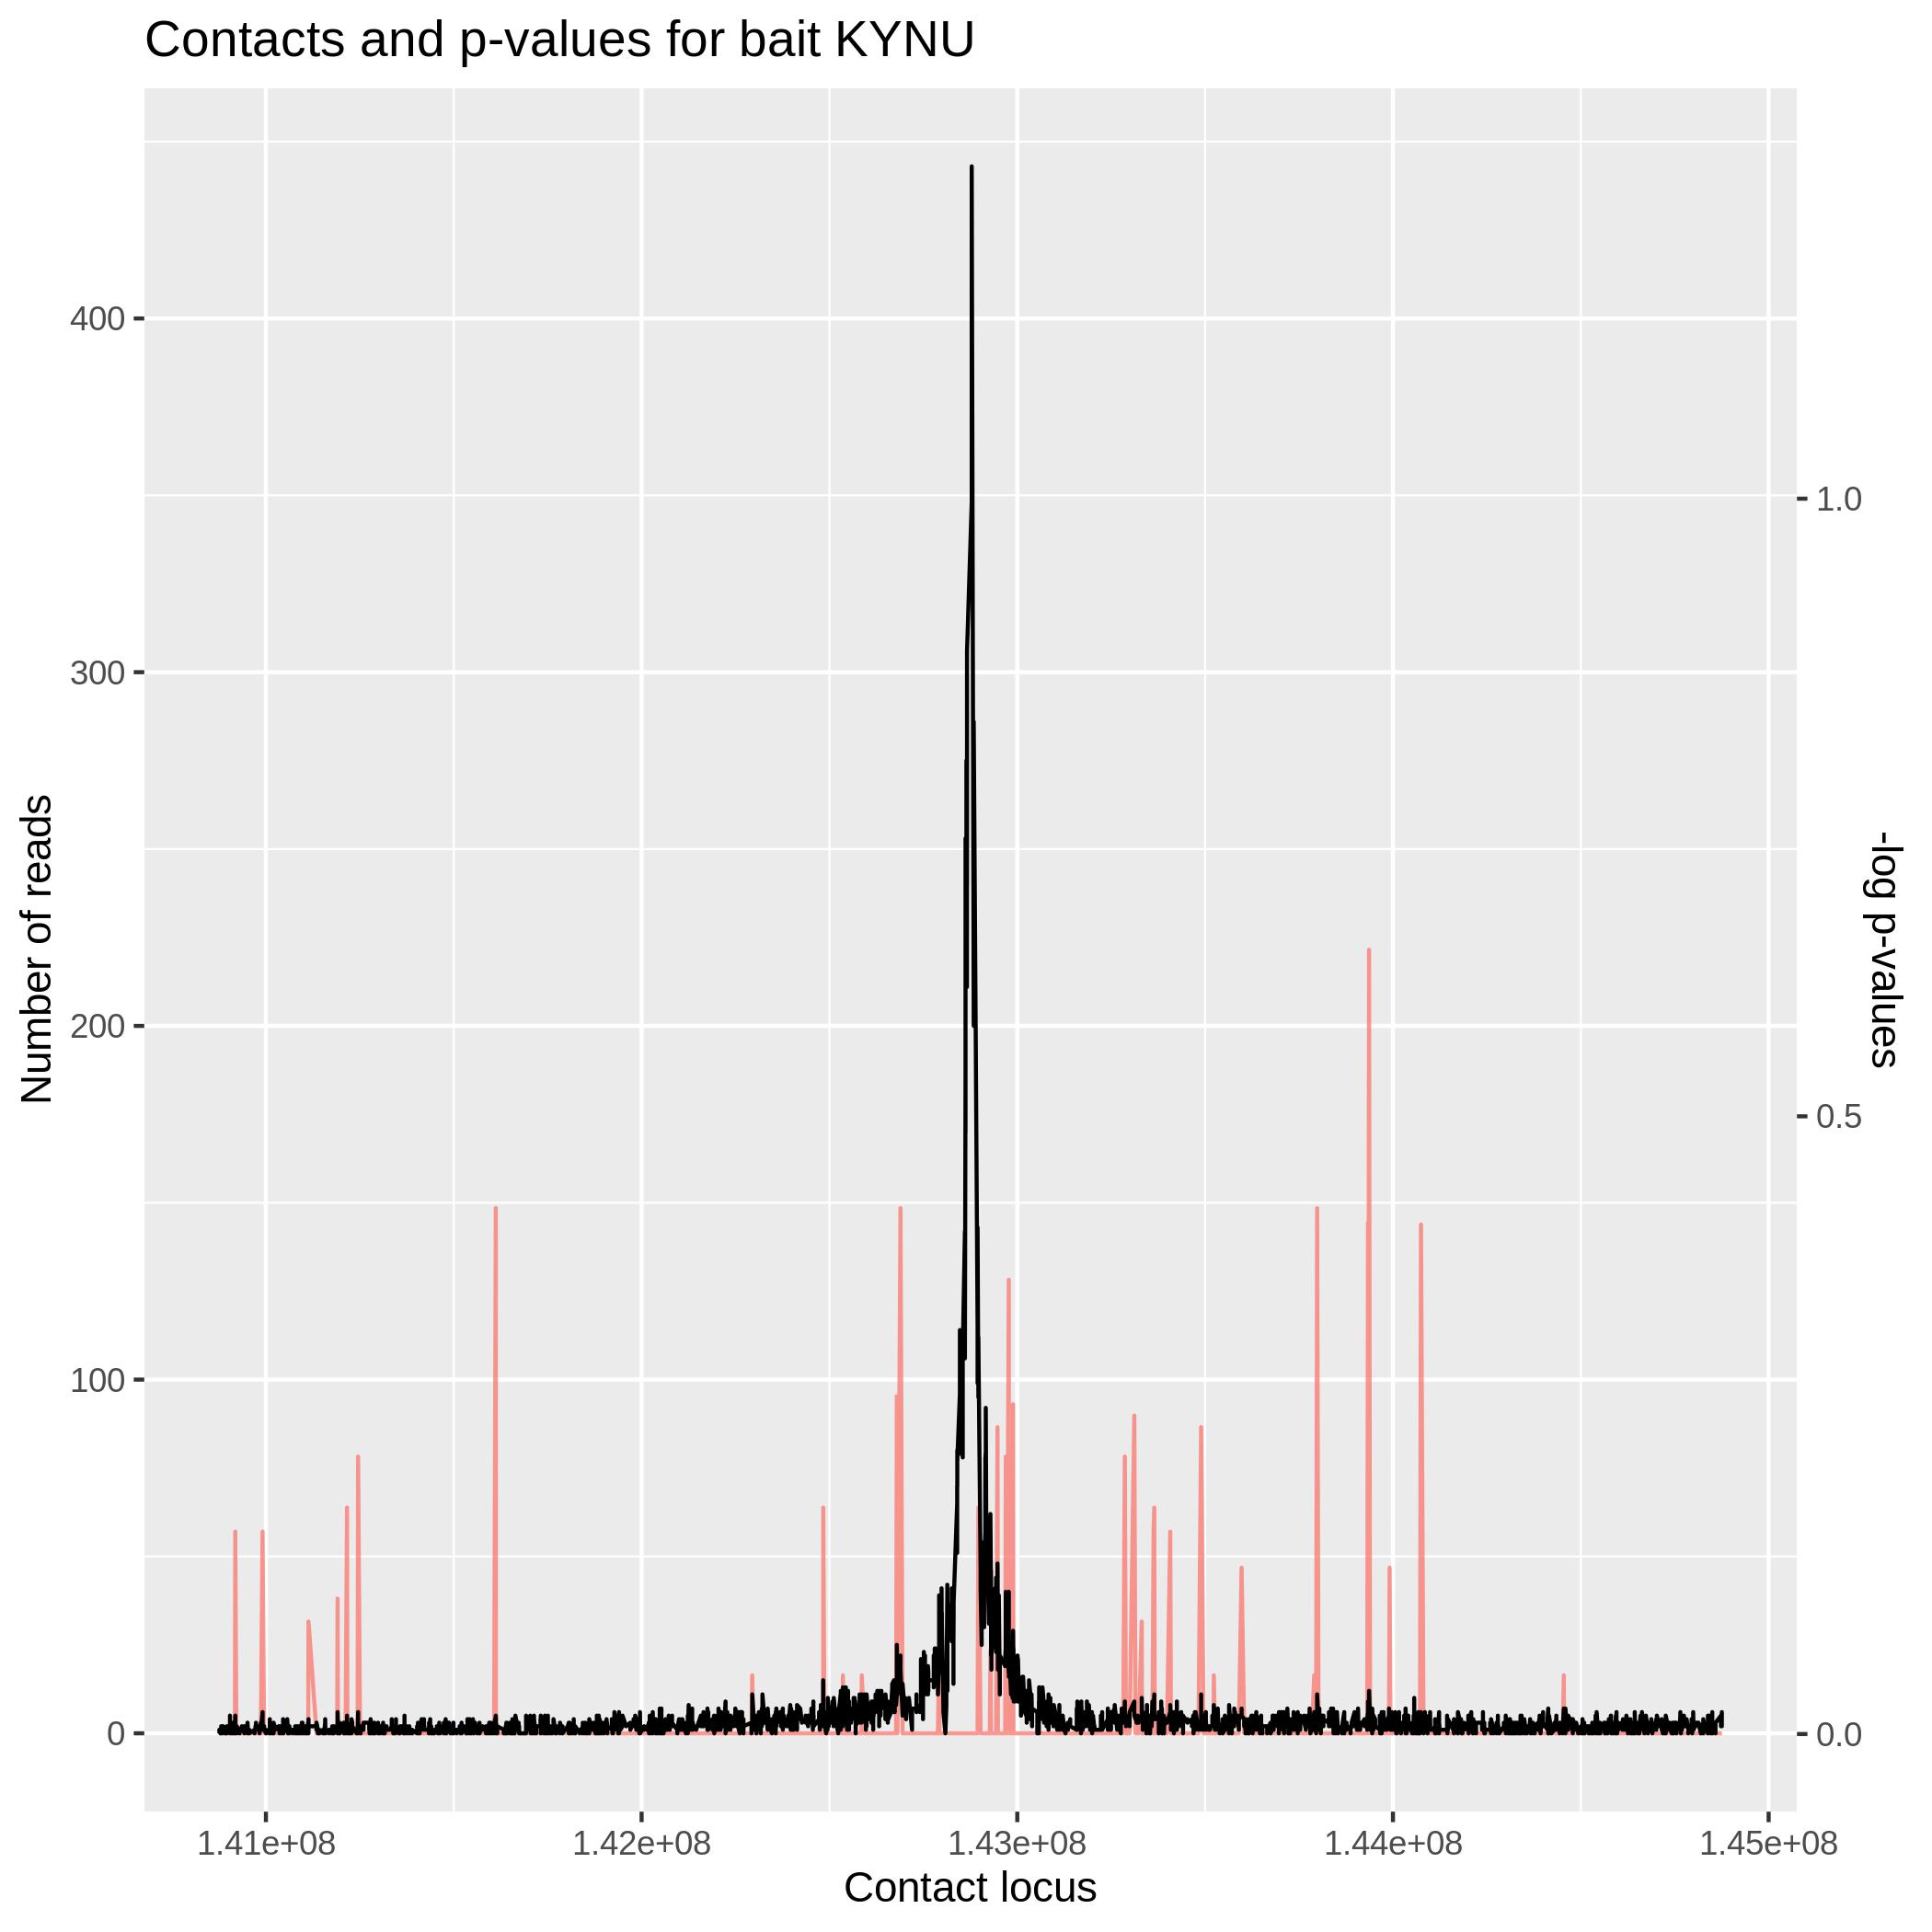 Contacts and p-values for bait KYNU
Number of reads
400
300
200
100
0
1.0
0.5
0.0
-log p-values
1.41e+08
1.42e+08
1.43e+08
1.44e+08
1.45e+08
Contact locus